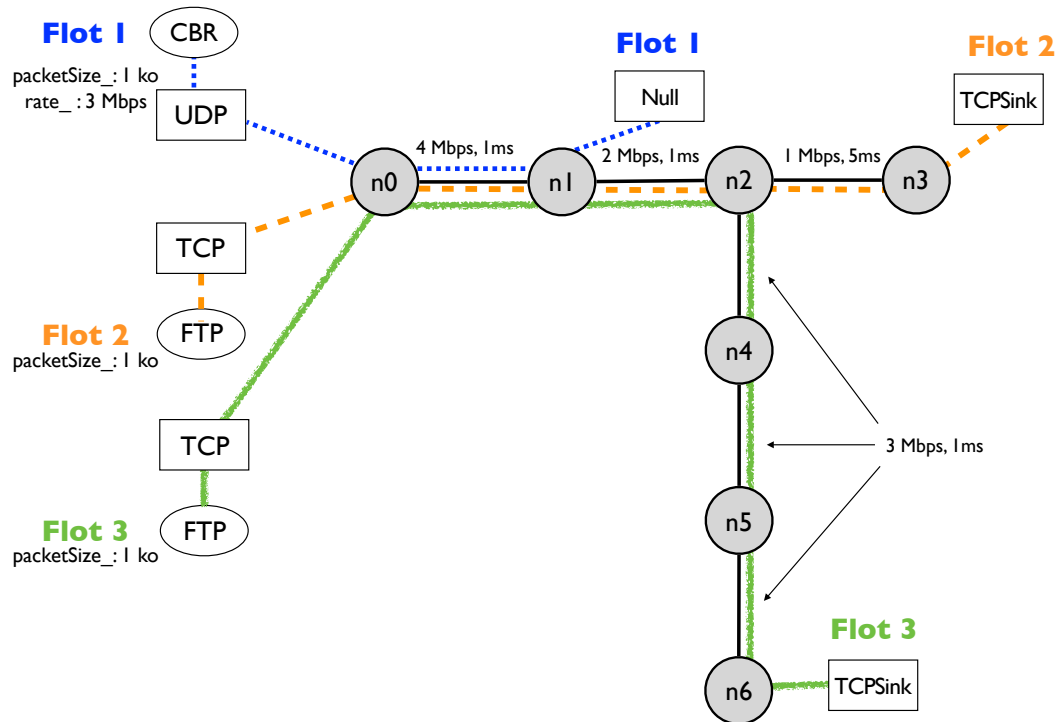 Flot 1
CBR
packetSize_: 1 ko
rate_ : 3 Mbps
UDP
Flot 1
Null
Flot 2
TCPSink
4 Mbps, 1ms
2 Mbps, 1ms
1 Mbps, 5ms
n0
n1
n2
n3
TCP
Flot 2
FTP
packetSize_: 1 ko
n4
TCP
3 Mbps, 1ms
Flot 3
FTP
packetSize_: 1 ko
n5
Flot 3
n6
TCPSink